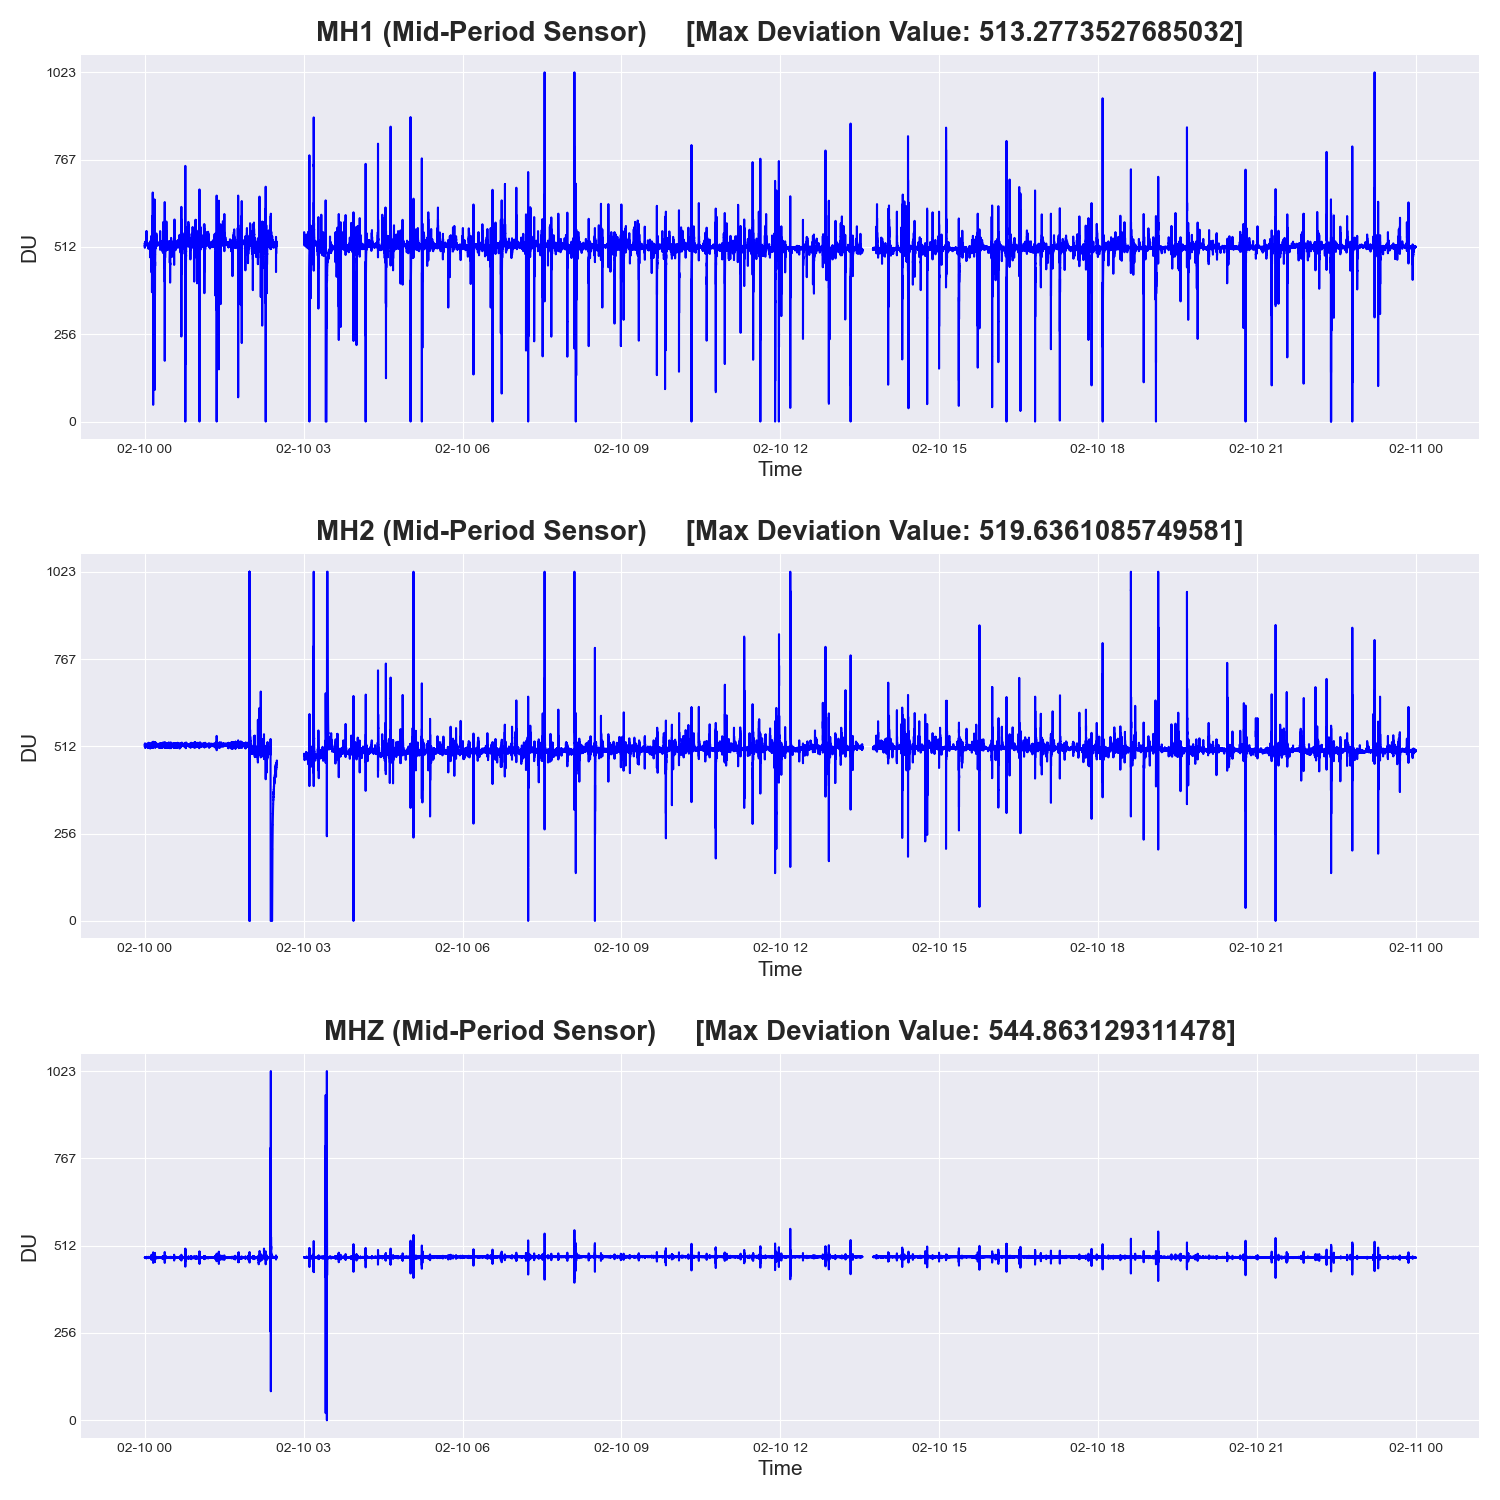 MH1 (Mid-Period Sensor) [Max Deviation Value: 513.2773527685032]
1023
767
512
256
0
DU
02-10 00 02-10 03 02-10 06 02-10 09 02-10 12 02-10 15 02-10 18 02-10 21 02-11 00
Time
MH2 (Mid-Period Sensor) [Max Deviation Value: 519.6361085749581]
1023
767
512
256
0
DU
02-10 00 02-10 03 02-10 06 02-10 09 02-10 12 02-10 15 02-10 18 02-10 21 02-11 00
Time
MHZ (Mid-Period Sensor) [Max Deviation Value: 544.863129311478]
1023
767
512
256
0
DU
02-10 00 02-10 03 02-10 06 02-10 09 02-10 12 02-10 15 02-10 18 02-10 21 02-11 00
Time